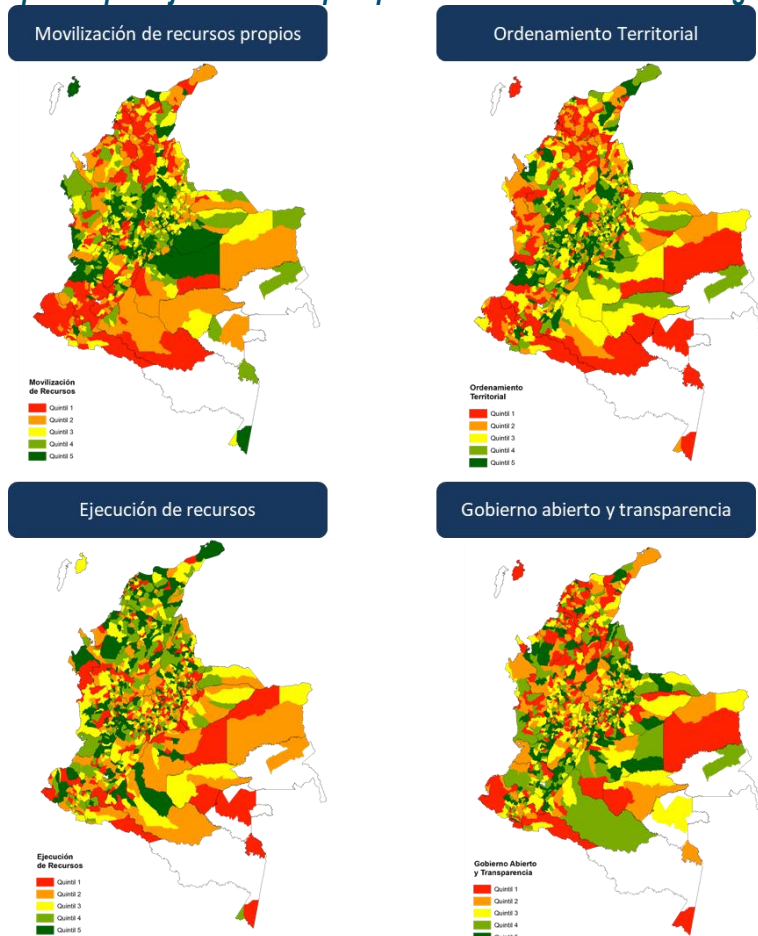 Movilización de recursos propios
Ordenamiento Territorial
Movilización
de Recursos
Quintil 1
Quintil 2
Quintil 3
Quintil 4
Quintil 5
Ordenamiento
Territorial
Quintil 1
Quintil 2
Quintil 3
Quintil 4
Quintil 5
Ejecución de recursos
Gobierno abierto y transparencia
Ejecución
de Recursos
Quintil 1
Quintil 2
Quintil 3
Quintil 4
Quintil 5
Gobierno Abierto
y Transparencia
Quintil 1
Quintil 2
Quintil 3
Quintil 4